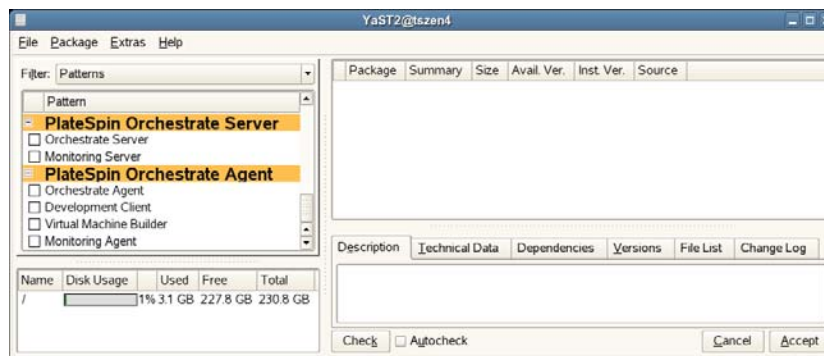 YaST2@tszen4
File Package Extras Help
Filter: Patterns
Pattern
PlateSpin Orchestrate Server
Orchestrate Server
Monitoring Server
PlateSpin Orchestrate Agent
Orchestrate Agent
Development Client
Virtual Machine Builder
Monitoring Agent
Name Disk Usage Used Free Total
/ 1% 3.1 GB 227.8 GB 230.8 GB
Package Summary Size Avail. Ver. Inst. Ver. Source
Description Technical Data Dependencies Versions File List Change Log
Check Autocheck Cancel Accept